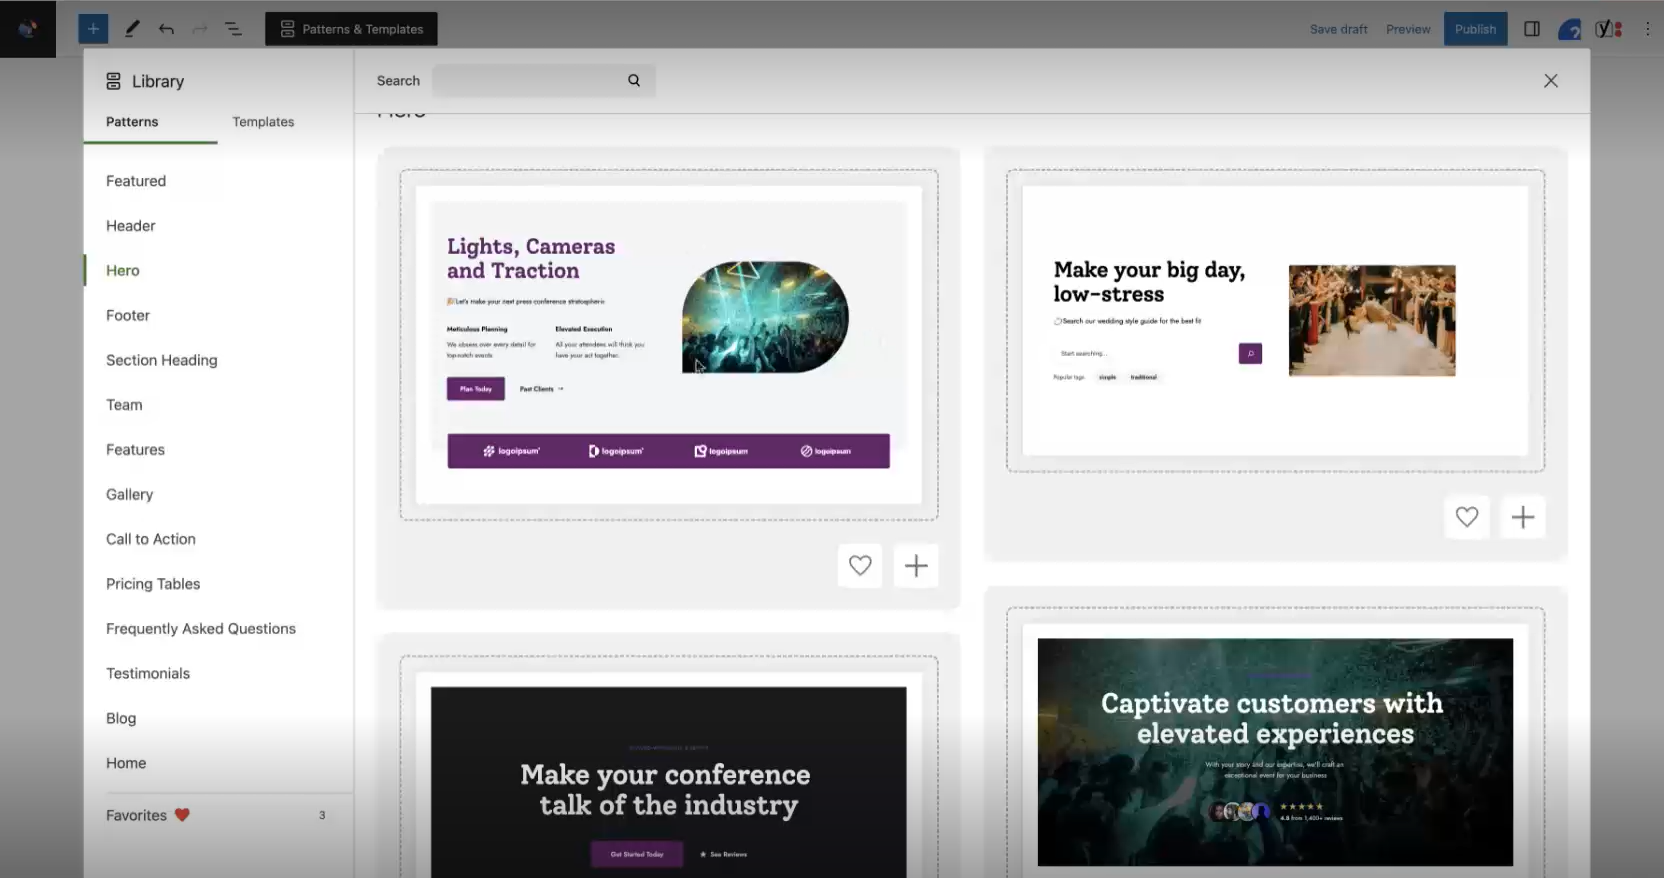 Patterns & Templates
Save draft
Preview
Publish
Library
Search
Patterns
Templates
Hero
Featured
Header
Hero
Footer
Section Heading
Team
Features
Gallery
Call to Action
Pricing Tables
Frequently Asked Questions
Testimonials
Blog
Home
Favorites
3
Lights, Cameras
and Traction
Let's make your next press conference stratospheric
Meticulous Planning
Elevated Execution
We obsess over every detail for
top-notch events.
All your attendees will think you
have your act together.
Plan Today
Past Clients →
logoipsum
logoipsum
logoipsum
logoipsum
Make your big day,
low-stress
Search our wedding style guide for the best fit
Start searching...
Popular tags
simple
traditional
Make your conference
talk of the industry
Get Started Today
★ See Reviews
Captivate customers with
elevated experiences
With your story and our expertise, we'll craft an
exceptional event for your business
★★★★★
4.8 from 1,400+ reviews